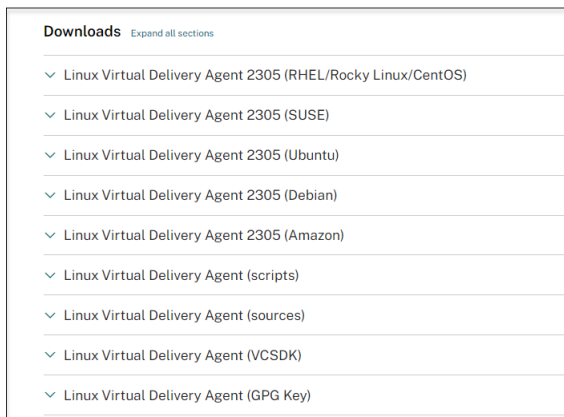 Downloads Expand all sections
Linux Virtual Delivery Agent 2305 (RHEL/Rocky Linux/CentOS)
Linux Virtual Delivery Agent 2305 (SUSE)
Linux Virtual Delivery Agent 2305 (Ubuntu)
Linux Virtual Delivery Agent 2305 (Debian)
Linux Virtual Delivery Agent 2305 (Amazon)
Linux Virtual Delivery Agent (scripts)
Linux Virtual Delivery Agent (sources)
Linux Virtual Delivery Agent (VCSDK)
Linux Virtual Delivery Agent (GPG Key)